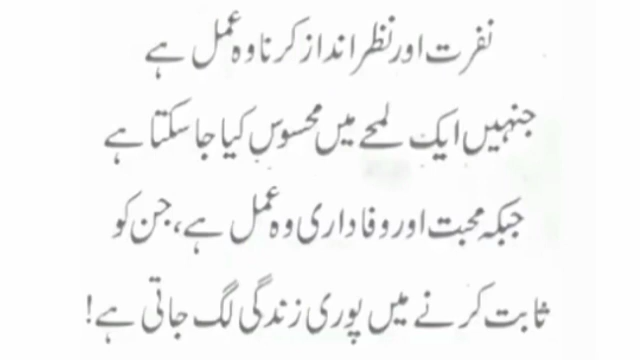 نفرت اور نظر انداز کرنا وہ عمل ہے
جنہیں ایک لمحے میں محسوس کیا جا سکتا ہے
جبکہ محبت اور وفاداری وہ عمل ہے، جن کو
ثابت کرنے میں پوری زندگی لگ جاتی ہے!